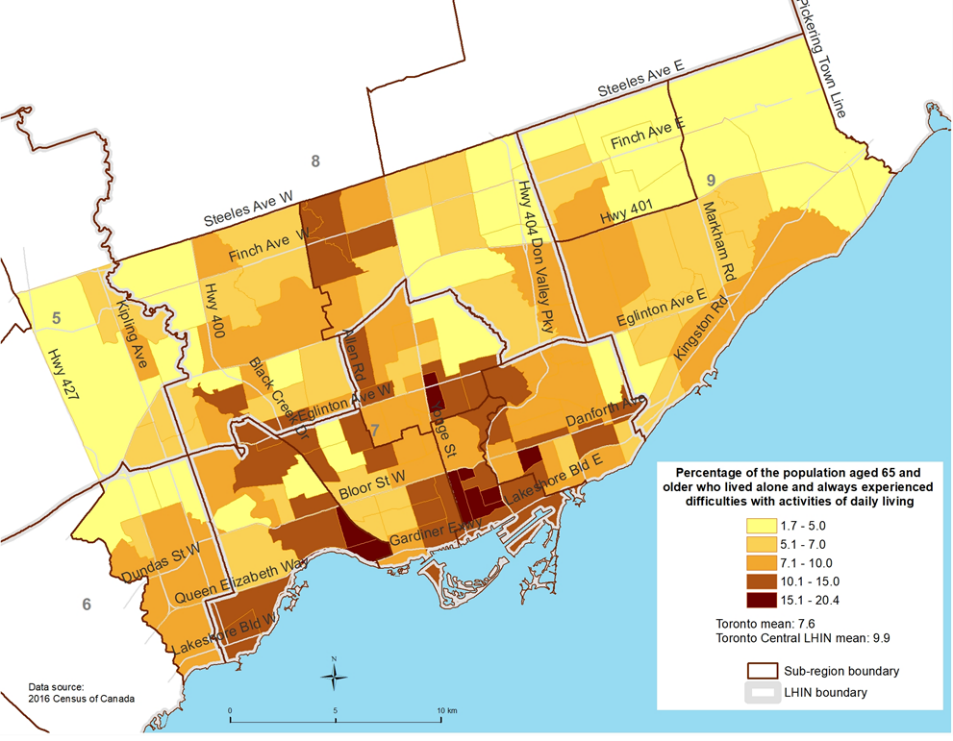 Pickering Town Line
Steeles Ave E
Finch Ave E
8
9
Steeles Ave W
Hwy 401
Hwy 404
Don Valley Pky
Markham Rd
Finch Ave W
5
Kipling Ave
Hwy 400
Eglinton Ave E
Kingston Rd
Hwy 427
Allen Rd
Black Creek Dr
Eglinton Ave W
7
Yonge St
Danforth Ave
Bloor St W
Lakeshore Bld E
Gardiner Expwy
Dundas St W
Queen Elizabeth Way
6
Lakeshore Bld W
Percentage of the population aged 65 and
older who lived alone and always experienced
difficulties with activities of daily living
1.7 - 5.0
5.1 - 7.0
7.1 - 10.0
10.1 - 15.0
15.1 - 20.4
Toronto mean: 7.6
Toronto Central LHIN mean: 9.9
Sub-region boundary
LHIN boundary
N
Data source:
2016 Census of Canada
0 5 10 km